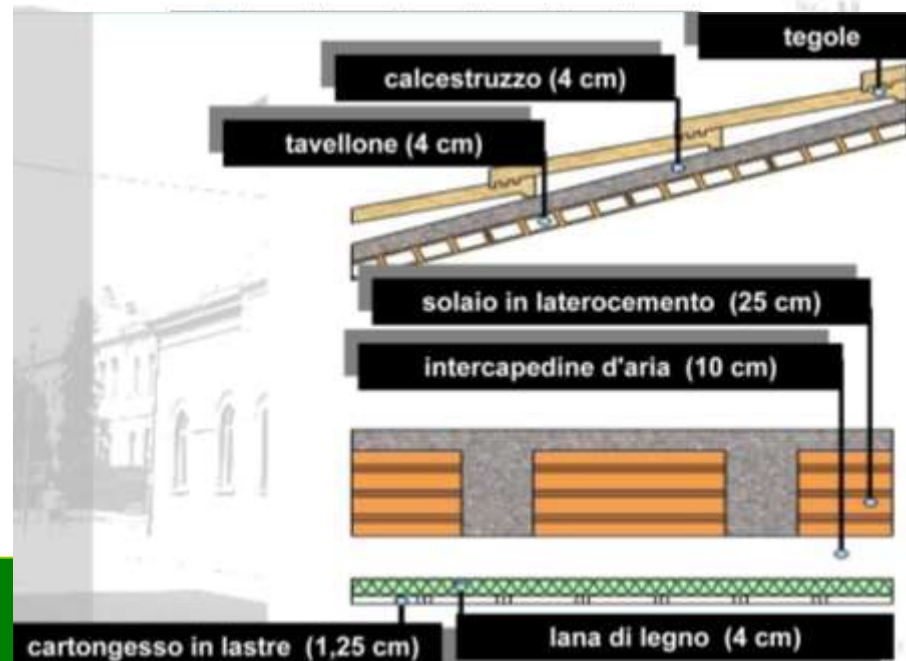 tegole
calcestruzzo (4 cm)
tavellone (4 cm)
solaio in laterocemento (25 cm)
intercapedine d'aria (10 cm)
cartongesso in lastre (1,25 cm)
lana di legno (4 cm)